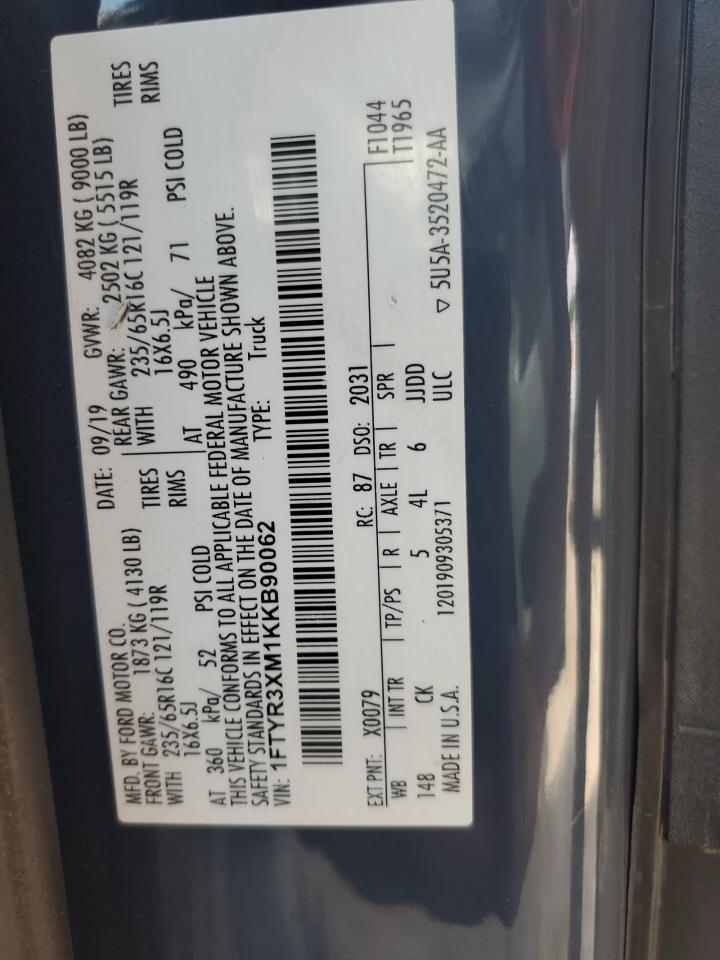 MFD. BY FORD MOTOR CO. DATE: 09/19 GVWR: 4082 KG ( 9000 LB)
FRONT GAWR: 1873 KG ( 4130 LB) REAR GAWR: 2502 KG ( 5515 LB)
WITH 235/65R16C 121/119R TIRES WITH 235/65R16C 121/119R TIRES
16X6.5J RIMS 16X6.5J RIMS
AT 360 kPa/ 52 PSI COLD AT 490 kPa/ 71 PSI COLD
THIS VEHICLE CONFORMS TO ALL APPLICABLE FEDERAL MOTOR VEHICLE
SAFETY STANDARDS IN EFFECT ON THE DATE OF MANUFACTURE SHOWN ABOVE.
VIN: 1FTYR3XM1KKB90062 TYPE: Truck
EXT PNT: X0079 RC: 87 DSO: 2031 F1044
WB INT TR TP/PS R AXLE TR SPR T1965
148 CK 5 4L 6 JJDD
MADE IN U.S.A. 1201909305371 ULC ▽ 5U5A-3520472-AA